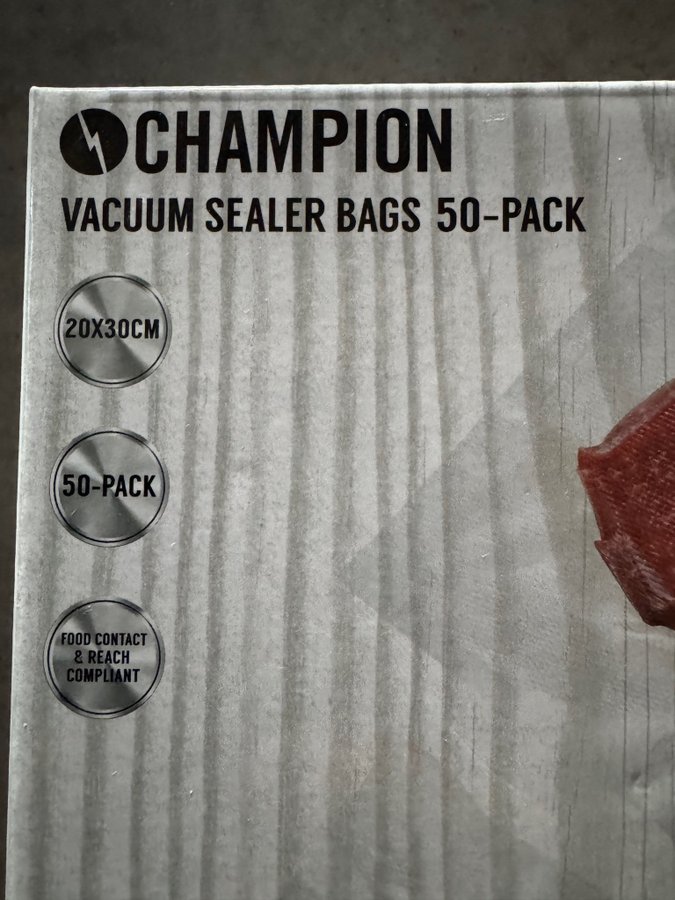 CHAMPION
VACUUM SEALER BAGS 50-PACK
20X30CM
50-PACK
FOOD CONTACT
& REACH
COMPLIANT